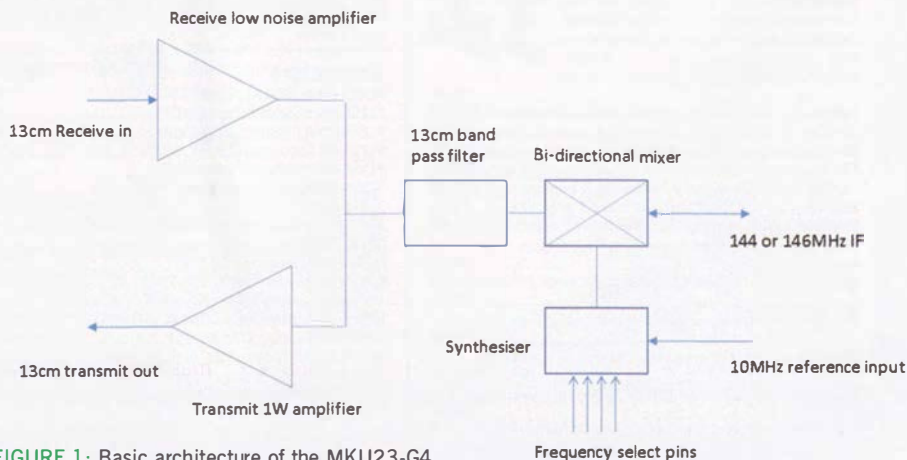 Receive low noise amplifier
13cm Receive in
13cm band
pass filter
Bi-directional mixer
144 or 146MHz IF
Synthesiser
10MHz reference input
13cm transmit out
Transmit 1W amplifier
Frequency select pins
FIGURE 1: Basic architecture of the MKU23-G4